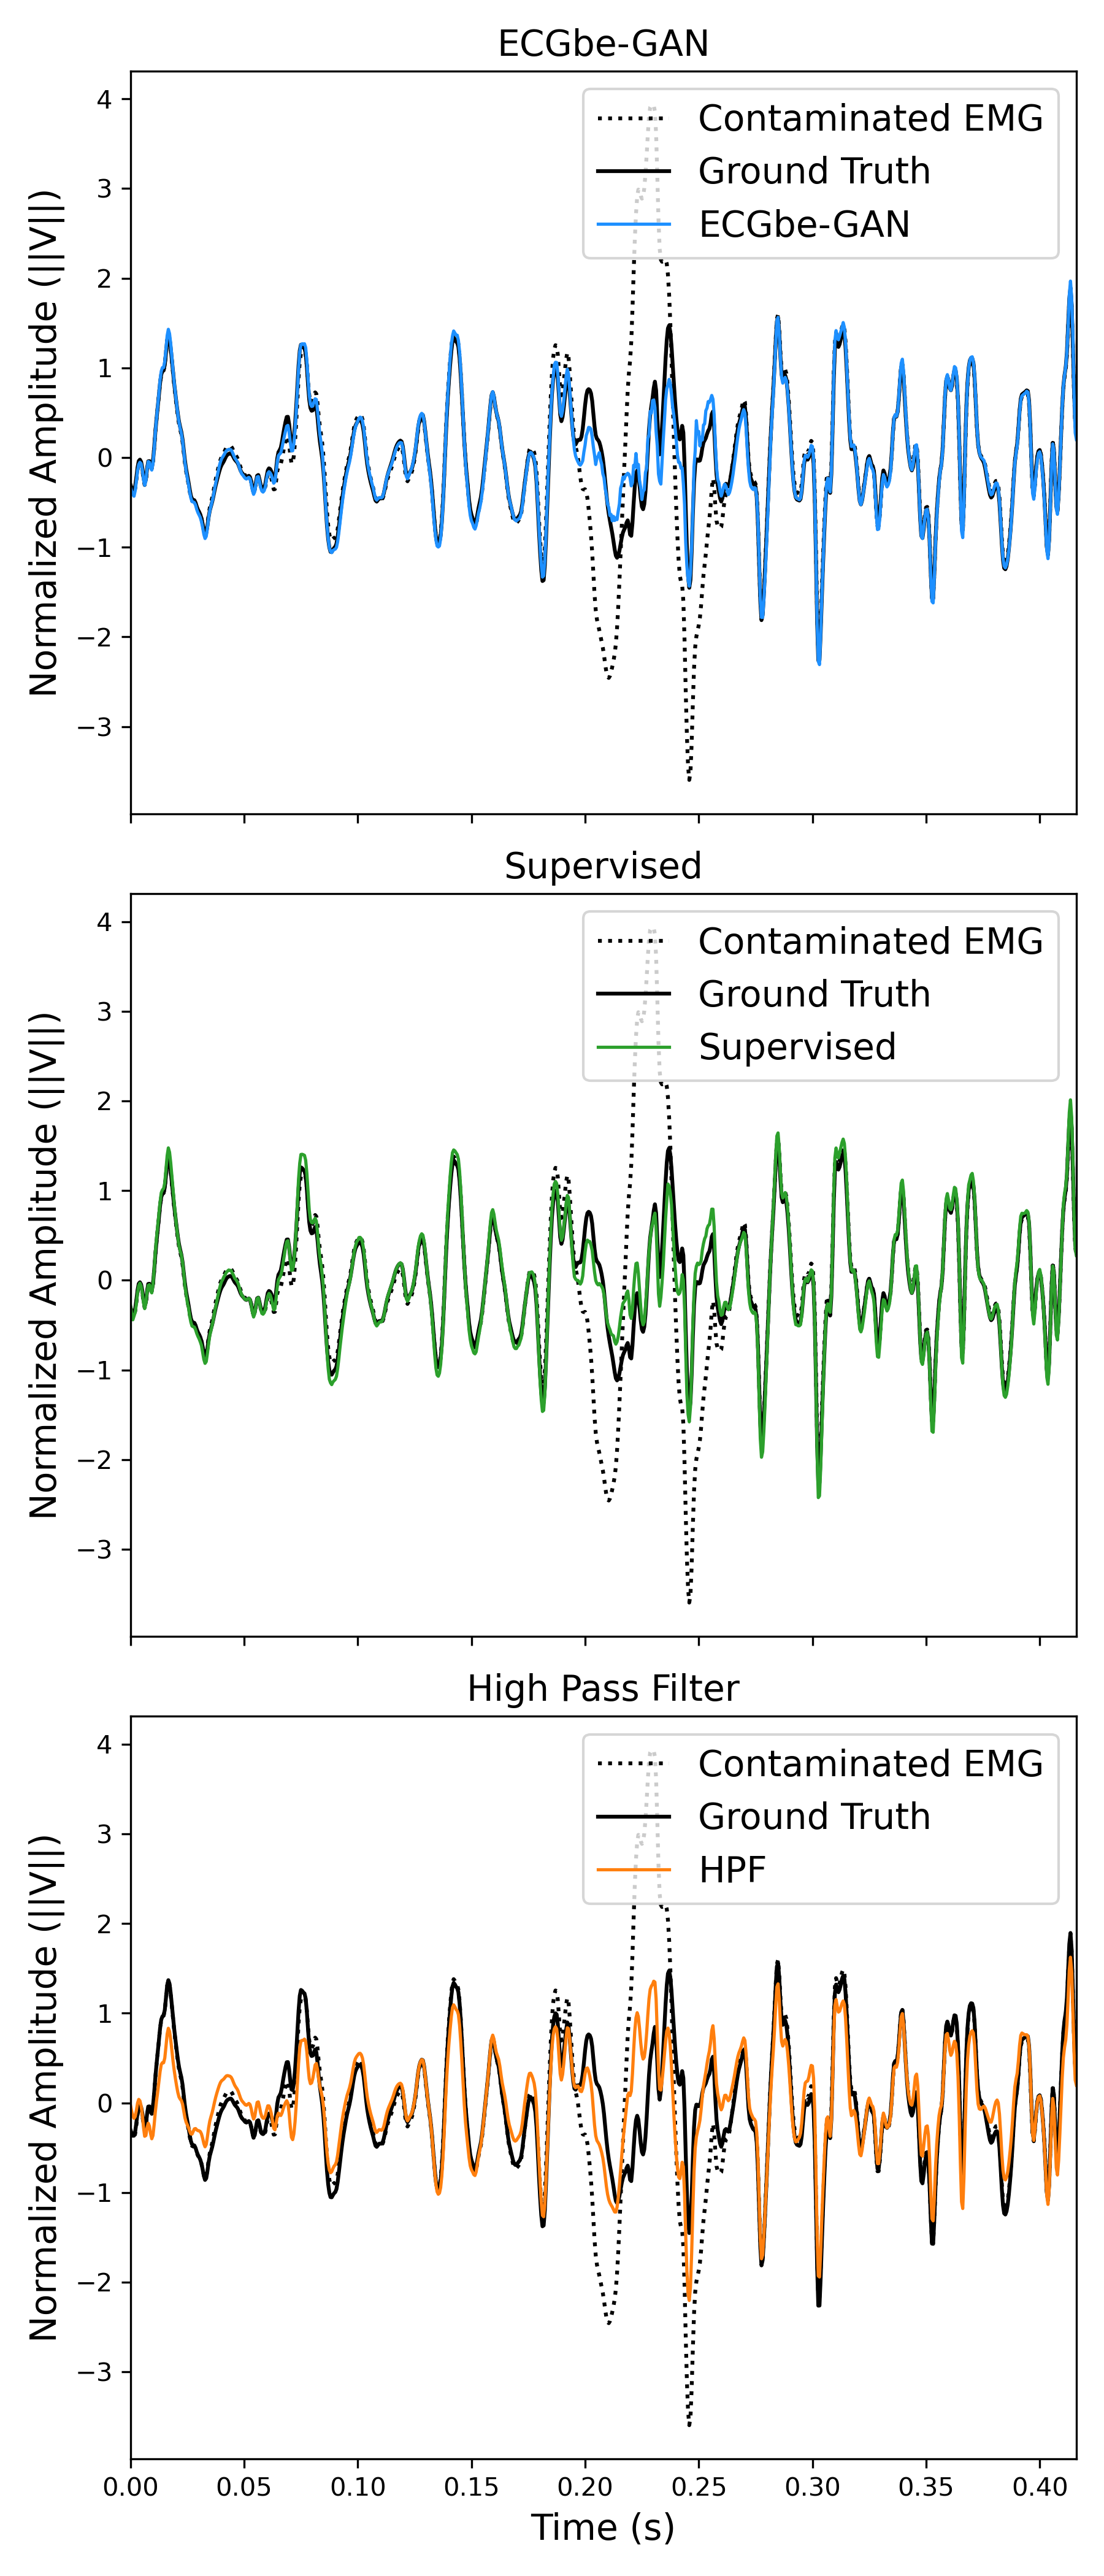 ECGbe-GAN
Normalized Amplitude (||V||)
4
3
2
1
0
−1
−2
−3
Contaminated EMG
Ground Truth
ECGbe-GAN
Supervised
Normalized Amplitude (||V||)
4
3
2
1
0
−1
−2
−3
Contaminated EMG
Ground Truth
Supervised
High Pass Filter
Normalized Amplitude (||V||)
4
3
2
1
0
−1
−2
−3
Contaminated EMG
Ground Truth
HPF
0.00 0.05 0.10 0.15 0.20 0.25 0.30 0.35 0.40
Time (s)